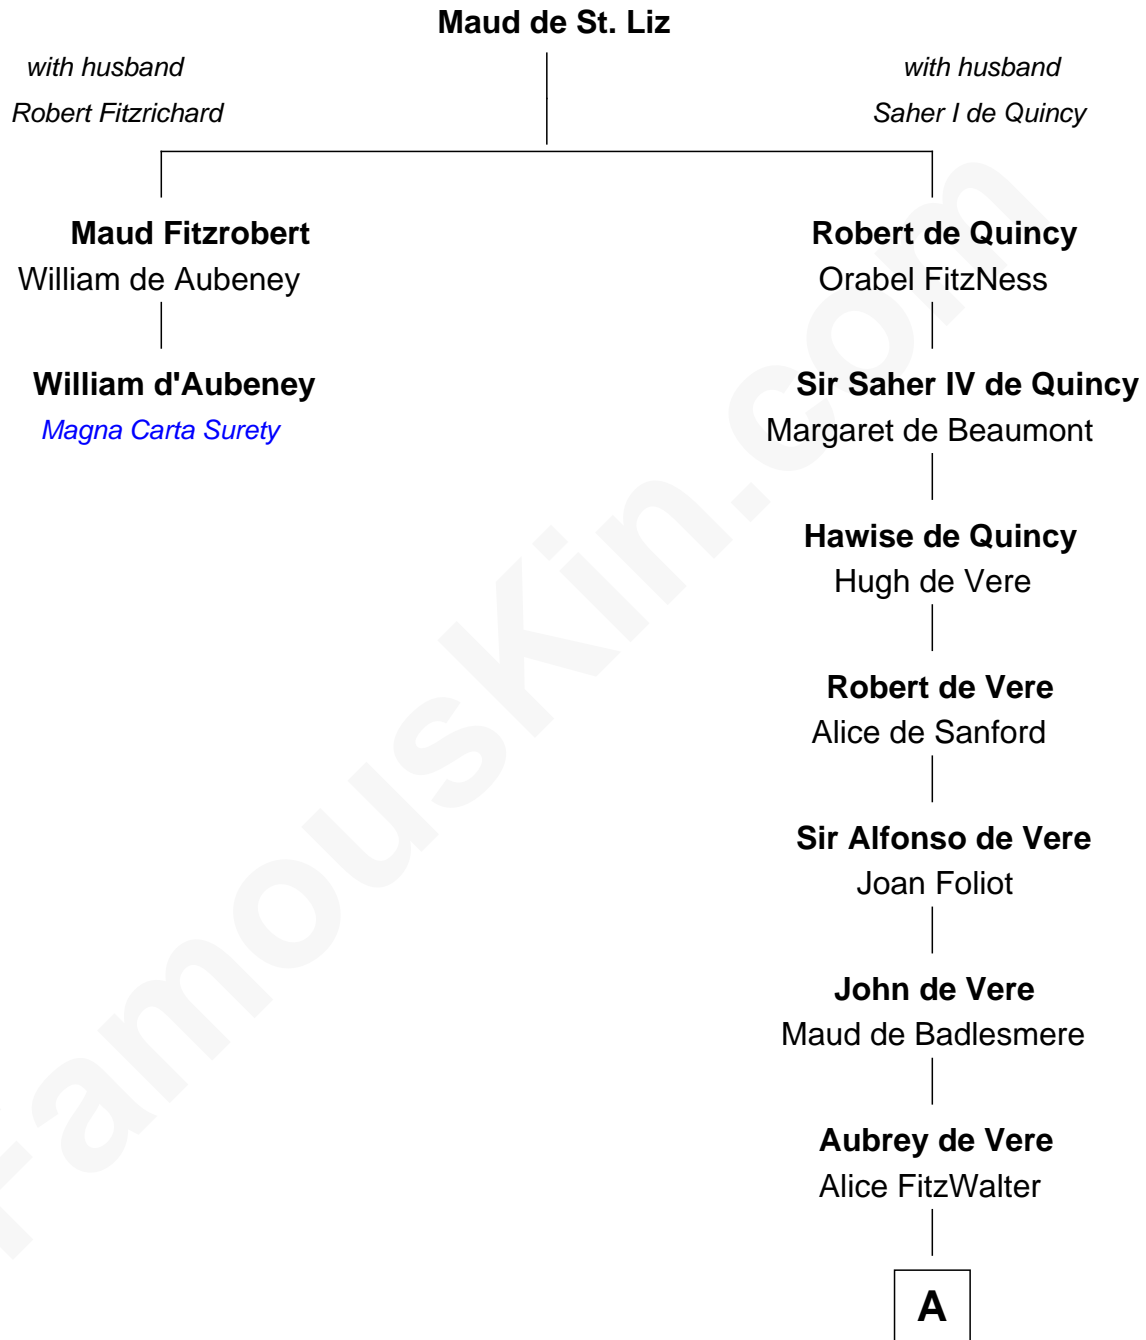 Maud de St. Liz
with husband
Robert Fitzrichard
with husband
Saher I de Quincy
Maud Fitzrobert
William de Aubeney
William d'Aubeney
Magna Carta Surety
Robert de Quincy
Orabel FitzNess
Sir Saher IV de Quincy
Margaret de Beaumont
Hawise de Quincy
Hugh de Vere
Robert de Vere
Alice de Sanford
Sir Alfonso de Vere
Joan Foliot
John de Vere
Maud de Badlesmere
Aubrey de Vere
Alice FitzWalter
A
FamousKin.com